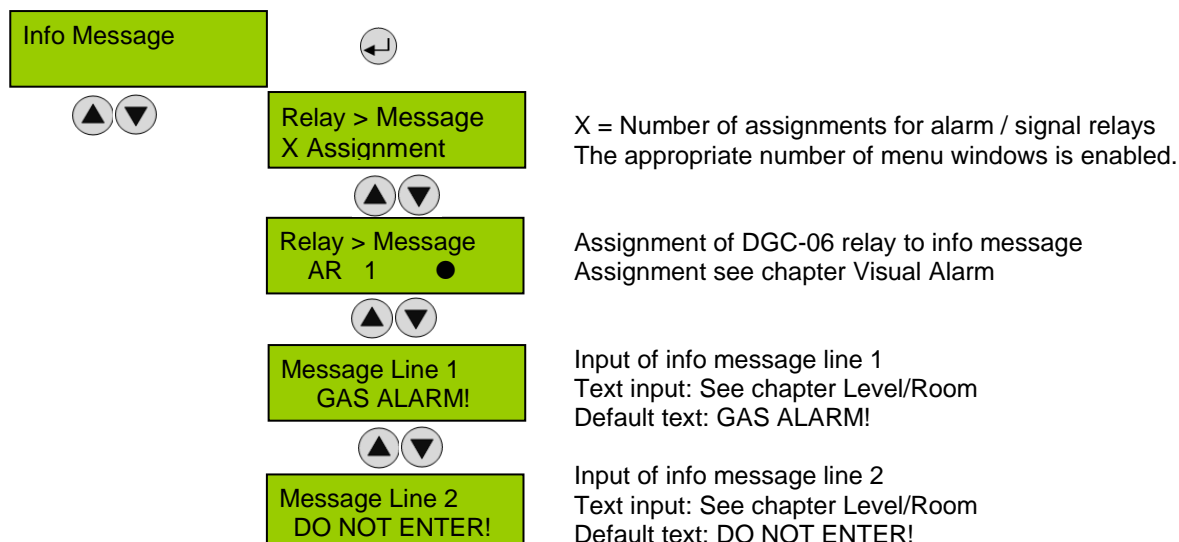 Info Message
Relay > Message
X Assignment
X = Number of assignments for alarm / signal relays
The appropriate number of menu windows is enabled.
Relay > Message
AR 1 ●
Assignment of DGC-06 relay to info message
Assignment see chapter Visual Alarm
Message Line 1
GAS ALARM!
Input of info message line 1
Text input: See chapter Level/Room
Default text: GAS ALARM!
Message Line 2
DO NOT ENTER!
Input of info message line 2
Text input: See chapter Level/Room
Default text: DO NOT ENTER!